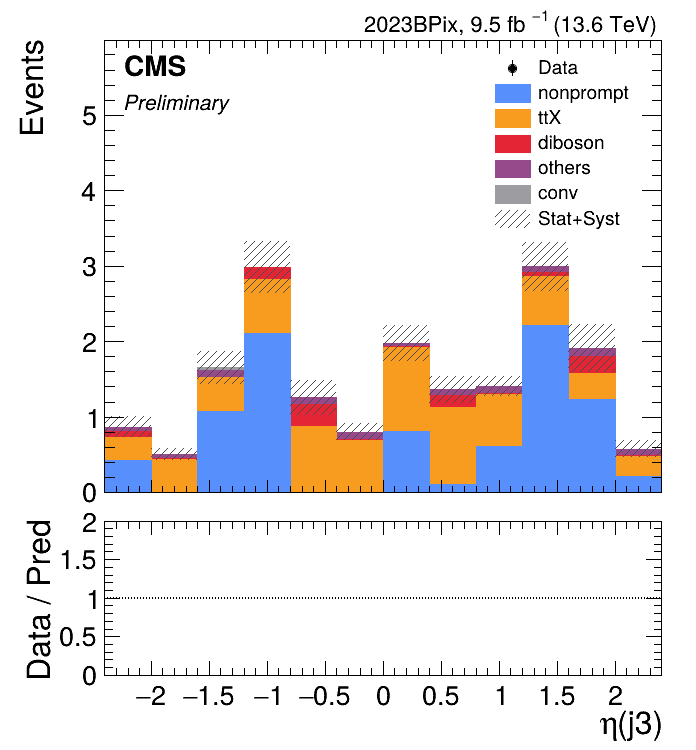 2023BPix, 9.5 fb⁻¹ (13.6 TeV)
CMS
Preliminary
Data
nonprompt
ttX
diboson
others
conv
Stat+Syst
Events
5
4
3
2
1
0
Data / Pred
2
1.5
1
0.5
0
−2 −1.5 −1 −0.5 0 0.5 1 1.5 2
η(j3)